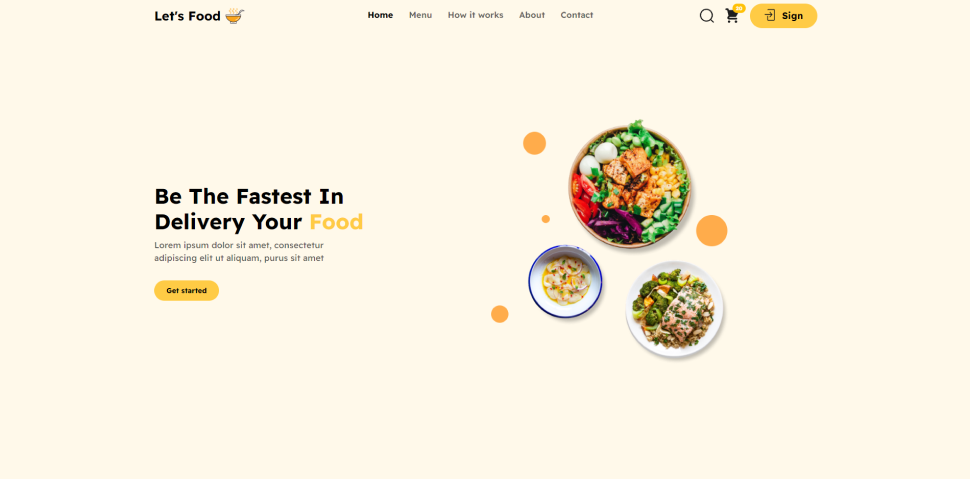 Let's Food
Home Menu How it works About Contact
Sign
Be The Fastest In
Delivery Your Food
Lorem ipsum dolor sit amet, consectetur
adipiscing elit ut aliquam, purus sit amet
Get started